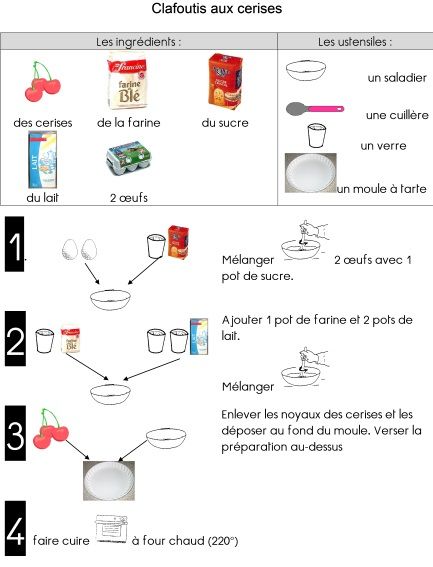 Clafoutis aux cerises
Les ingrédients :
Les ustensiles :
Francine
farine
de
Blé
un saladier
des cerises
de la farine
du sucre
une cuillère
un verre
LAIT
un moule à tarte
du lait
2 œufs
1.
Mélanger 2 œufs avec 1
pot de sucre.
2
Ajouter 1 pot de farine et 2 pots de
lait.
Mélanger
3
Enlever les noyaux des cerises et les
déposer au fond du moule. Verser la
préparation au-dessus
4
faire cuire à four chaud (220°)